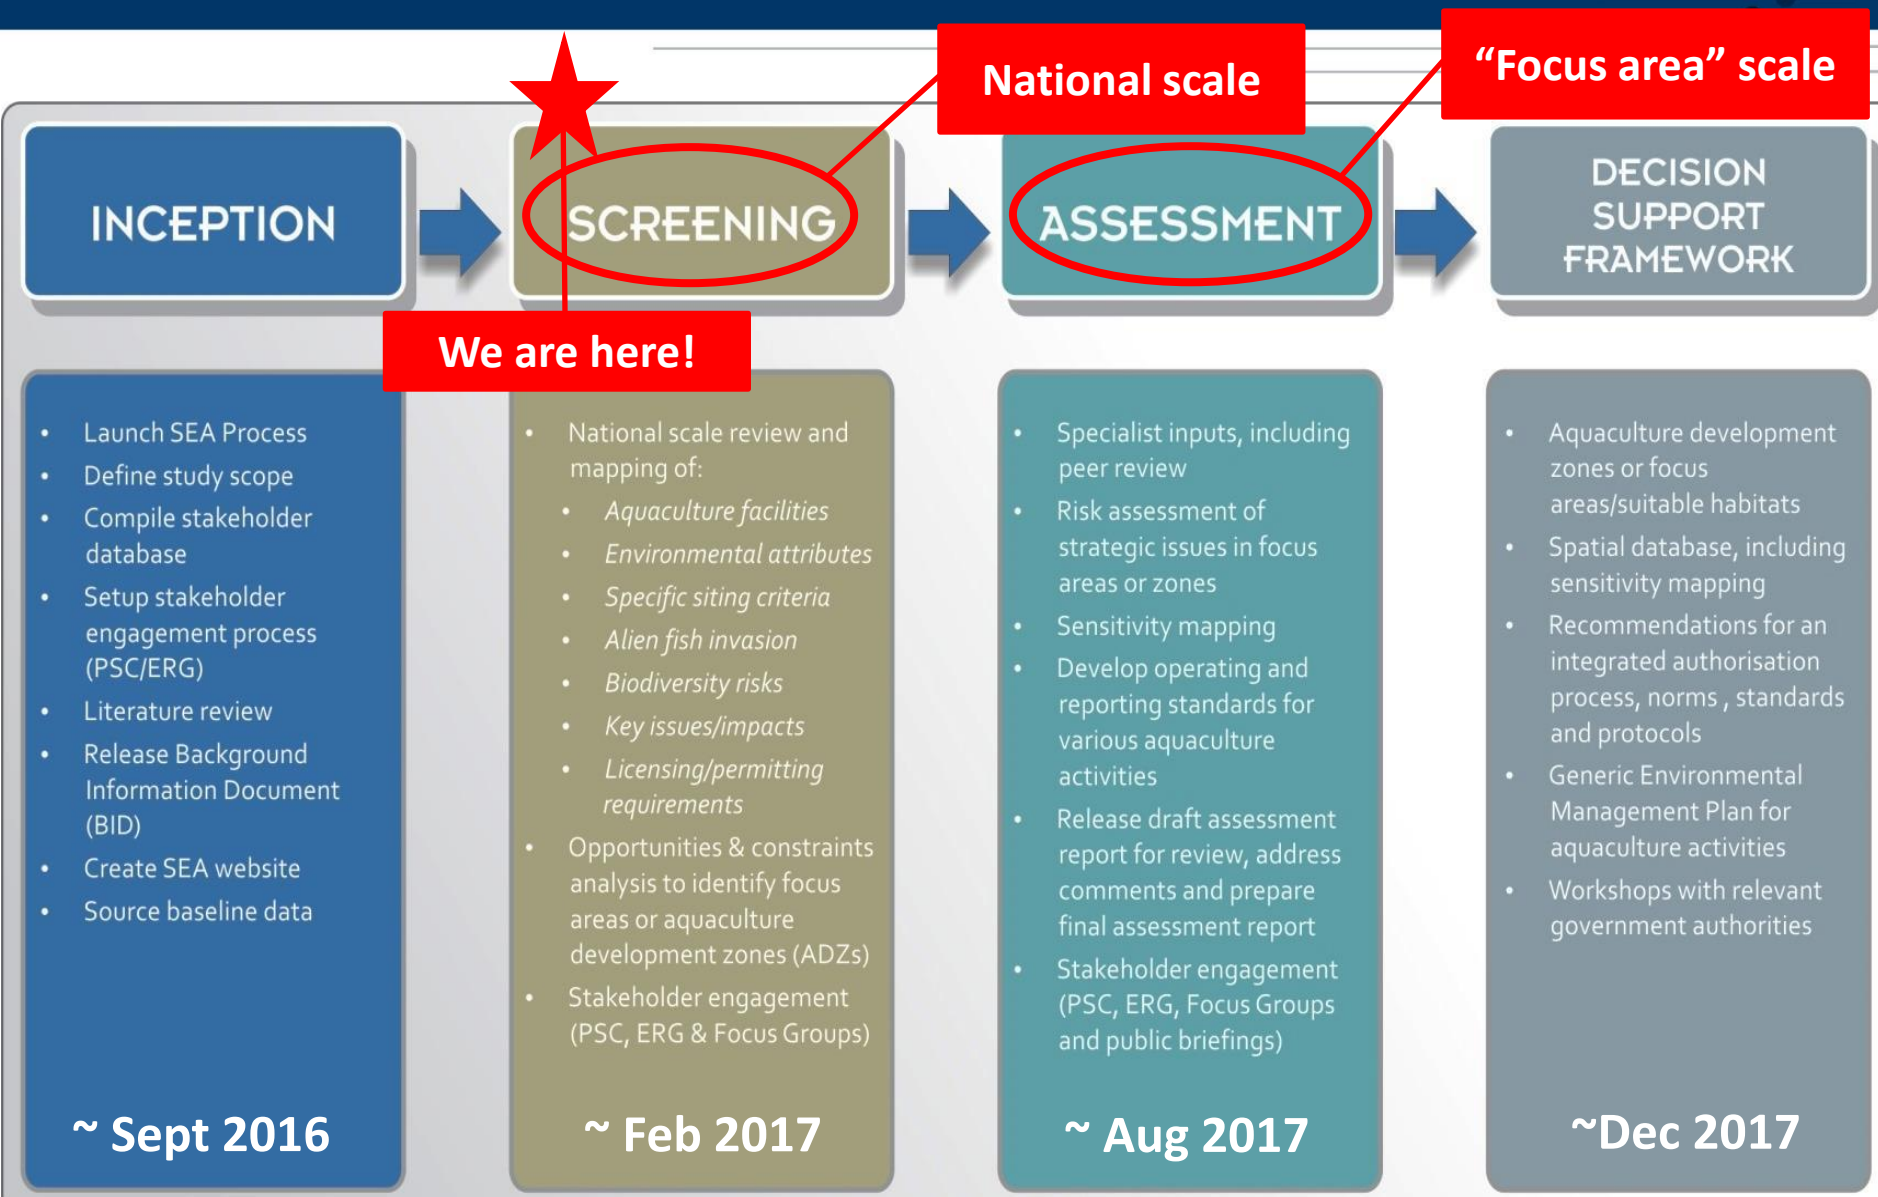 National scale
“Focus area” scale
INCEPTION
SCREENING
ASSESSMENT
DECISION
SUPPORT
FRAMEWORK
We are here!
• Launch SEA Process
• Define study scope
• Compile stakeholder
database
• Setup stakeholder
engagement process
(PSC/ERG)
• Literature review
• Release Background
Information Document
(BID)
• Create SEA website
• Source baseline data
~ Sept 2016
• National scale review and
mapping of:
• Aquaculture facilities
• Environmental attributes
• Specific siting criteria
• Alien fish invasion
• Biodiversity risks
• Key issues/impacts
• Licensing/permitting
requirements
• Opportunities & constraints
analysis to identify focus
areas or aquaculture
development zones (ADZs)
• Stakeholder engagement
(PSC, ERG & Focus Groups)
~ Feb 2017
• Specialist inputs, including
peer review
• Risk assessment of
strategic issues in focus
areas or zones
• Sensitivity mapping
• Develop operating and
reporting standards for
various aquaculture
activities
• Release draft assessment
report for review, address
comments and prepare
final assessment report
• Stakeholder engagement
(PSC, ERG, Focus Groups
and public briefings)
~ Aug 2017
• Aquaculture development
zones or focus
areas/suitable habitats
• Spatial database, including
sensitivity mapping
• Recommendations for an
integrated authorisation
process, norms , standards
and protocols
• Generic Environmental
Management Plan for
aquaculture activities
• Workshops with relevant
government authorities
~Dec 2017